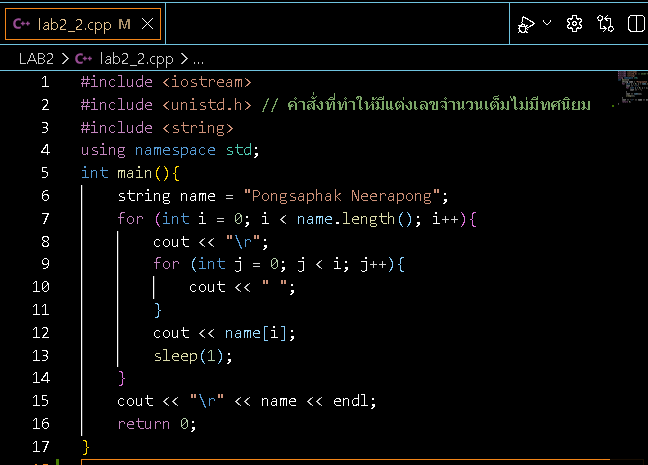 lab2_2.cpp M
LAB2 > lab2_2.cpp > ...
1 #include <iostream>
2 #include <unistd.h> // คำสั่งที่ทำให้มีแต่งเลขจำนวนเต็มไม่มีทศนิยม
3 #include <string>
4 using namespace std;
5 int main(){
6 string name = "Pongsaphak Neerapong";
7 for (int i = 0; i < name.length(); i++){
8 cout << "\r";
9 for (int j = 0; j < i; j++){
10 cout << " ";
11 }
12 cout << name[i];
13 sleep(1);
14 }
15 cout << "\r" << name << endl;
16 return 0;
17 }